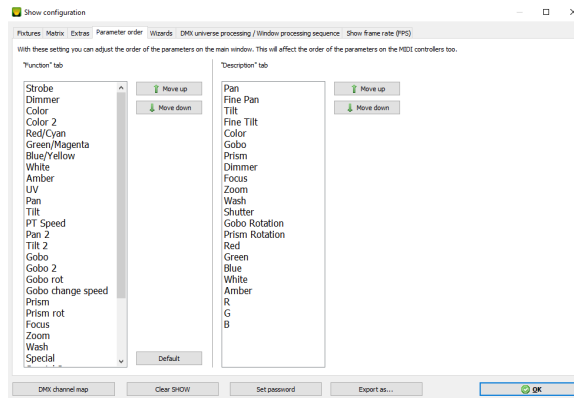 Show configuration
Fixtures Matrix Extras Parameter order Wizards DMX universe processing / Window processing sequence Show frame rate (FPS)
With these setting you can adjust the order of the parameters on the main window. This will affect the order of the parameters on the MIDI controllers too.
"Function" tab
Strobe
Dimmer
Color
Color 2
Red/Cyan
Green/Magenta
Blue/Yellow
White
Amber
UV
Pan
Tilt
PT Speed
Pan 2
Tilt 2
Gobo
Gobo 2
Gobo rot
Gobo change speed
Prism
Prism rot
Focus
Zoom
Wash
Special
Move up
Move down
Default
"Description" tab
Pan
Fine Pan
Tilt
Fine Tilt
Color
Gobo
Prism
Dimmer
Focus
Zoom
Wash
Shutter
Gobo Rotation
Prism Rotation
Red
Green
Blue
White
Amber
R
G
B
Move up
Move down
DMX channel map Clear SHOW Set password Export as... OK